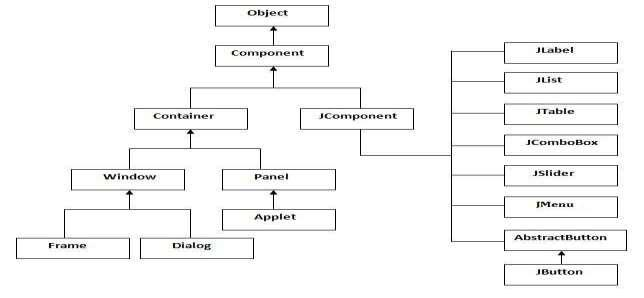 Object
Component
Container
JComponent
Window
Panel
Applet
Frame
Dialog
JLabel
JList
JTable
JComboBox
JSlider
JMenu
AbstractButton
JButton